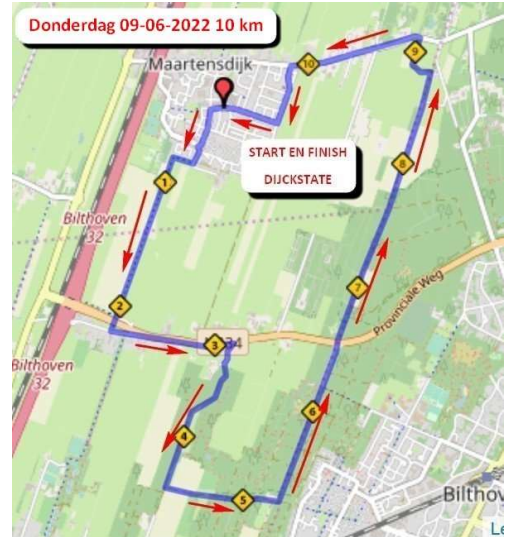 Donderdag 09-06-2022 10 km
Maartensdijk
10
9
START EN FINISH
DIJCKSTATE
1
8
Bilthoven
32
2
7
Provinciale Weg
3
34
Bilthoven
32
6
4
5
Bilthov
Le